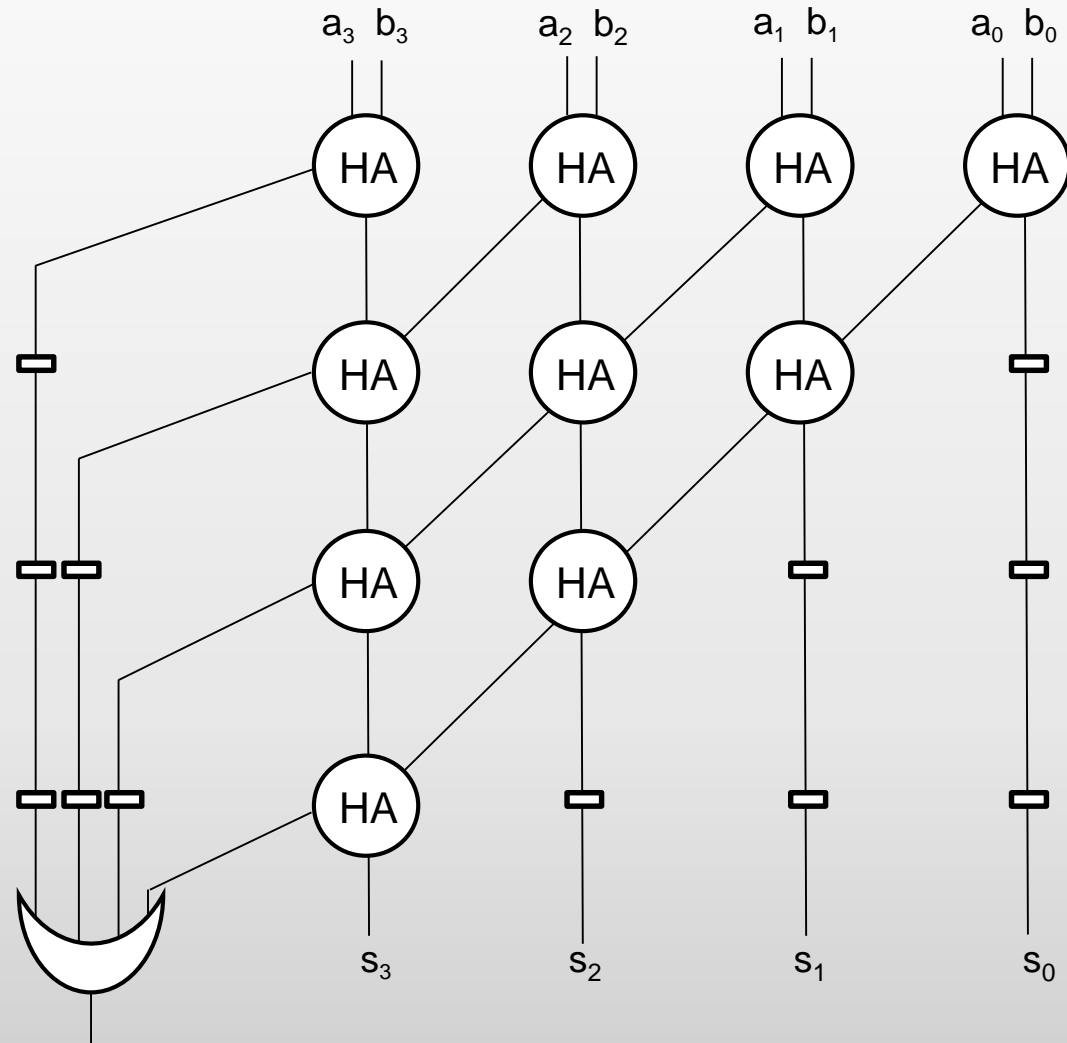 a₃ b₃ a₂ b₂ a₁ b₁ a₀ b₀
HA HA HA HA
HA HA HA
HA HA
HA
s₃ s₂ s₁ s₀